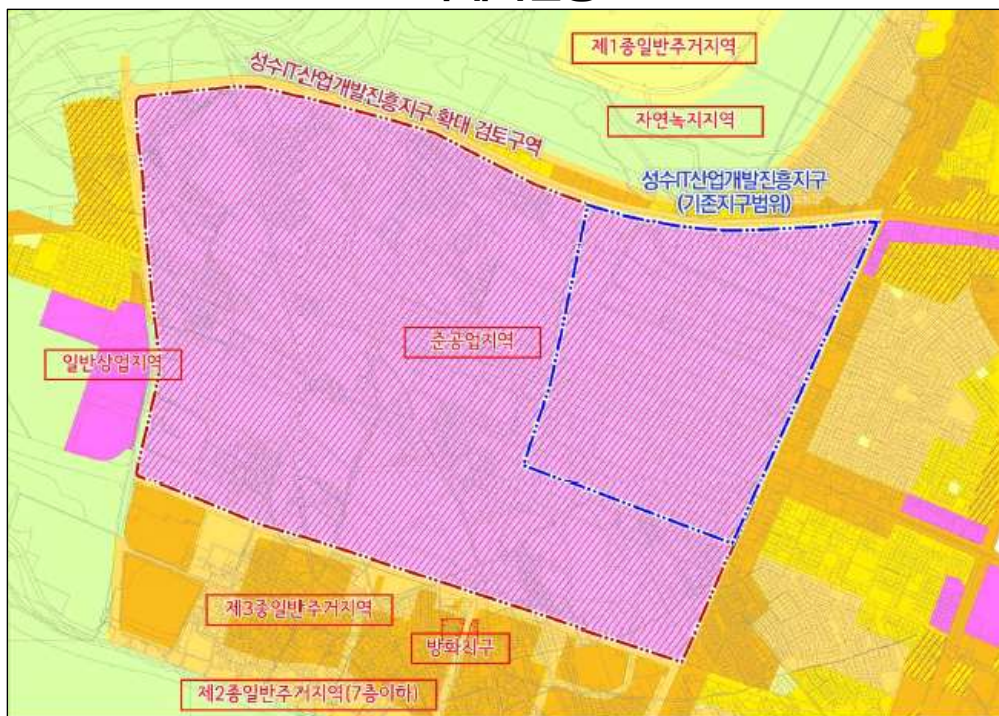 제1종일반주거지역
성수IT산업개발진흥지구 확대 검토구역
자연녹지지역
성수IT산업개발진흥지구
(기존지구범위)
준공업지역
일반상업지역
제3종일반주거지역
방화지구
제2종일반주거지역(7층이하)